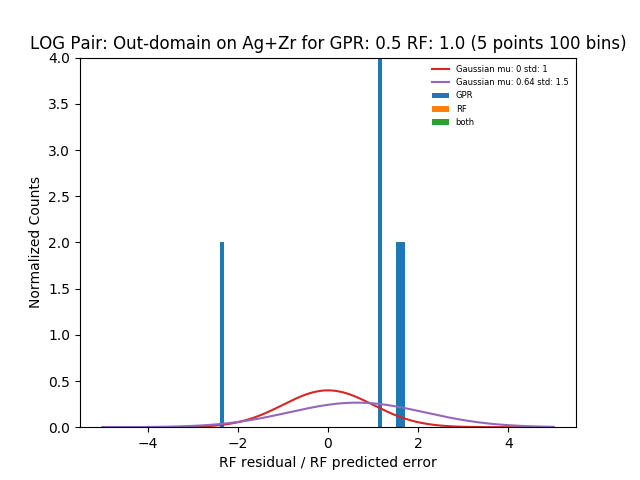 LOG Pair: Out-domain on Ag+Zr for GPR: 0.5 RF: 1.0 (5 points 100 bins)
Gaussian mu: 0 std: 1
Gaussian mu: 0.64 std: 1.5
GPR
RF
both
Normalized Counts
4.0
3.5
3.0
2.5
2.0
1.5
1.0
0.5
0.0
−4
−2
0
2
4
RF residual / RF predicted error